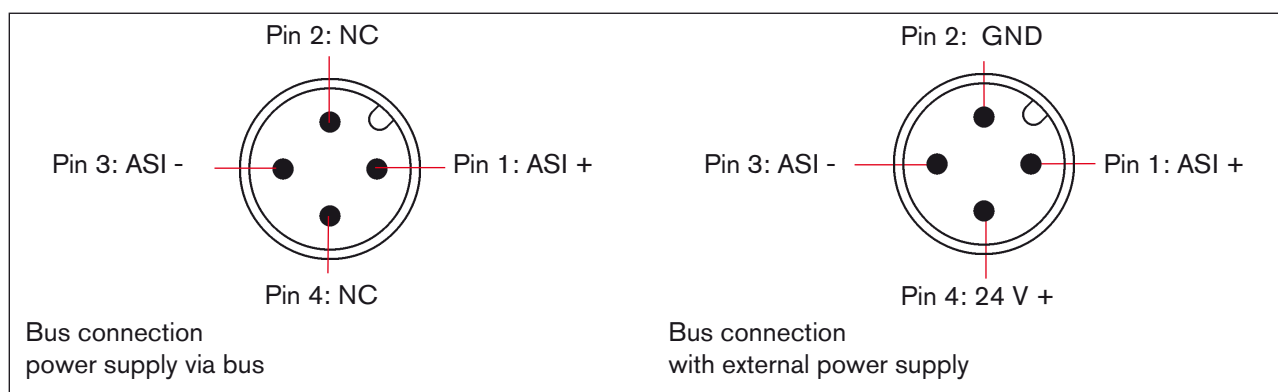 Pin 2: NC
Pin 3: ASI -
Pin 1: ASI +
Pin 4: NC
Bus connection
power supply via bus
Pin 2: GND
Pin 3: ASI -
Pin 1: ASI +
Pin 4: 24 V +
Bus connection
with external power supply